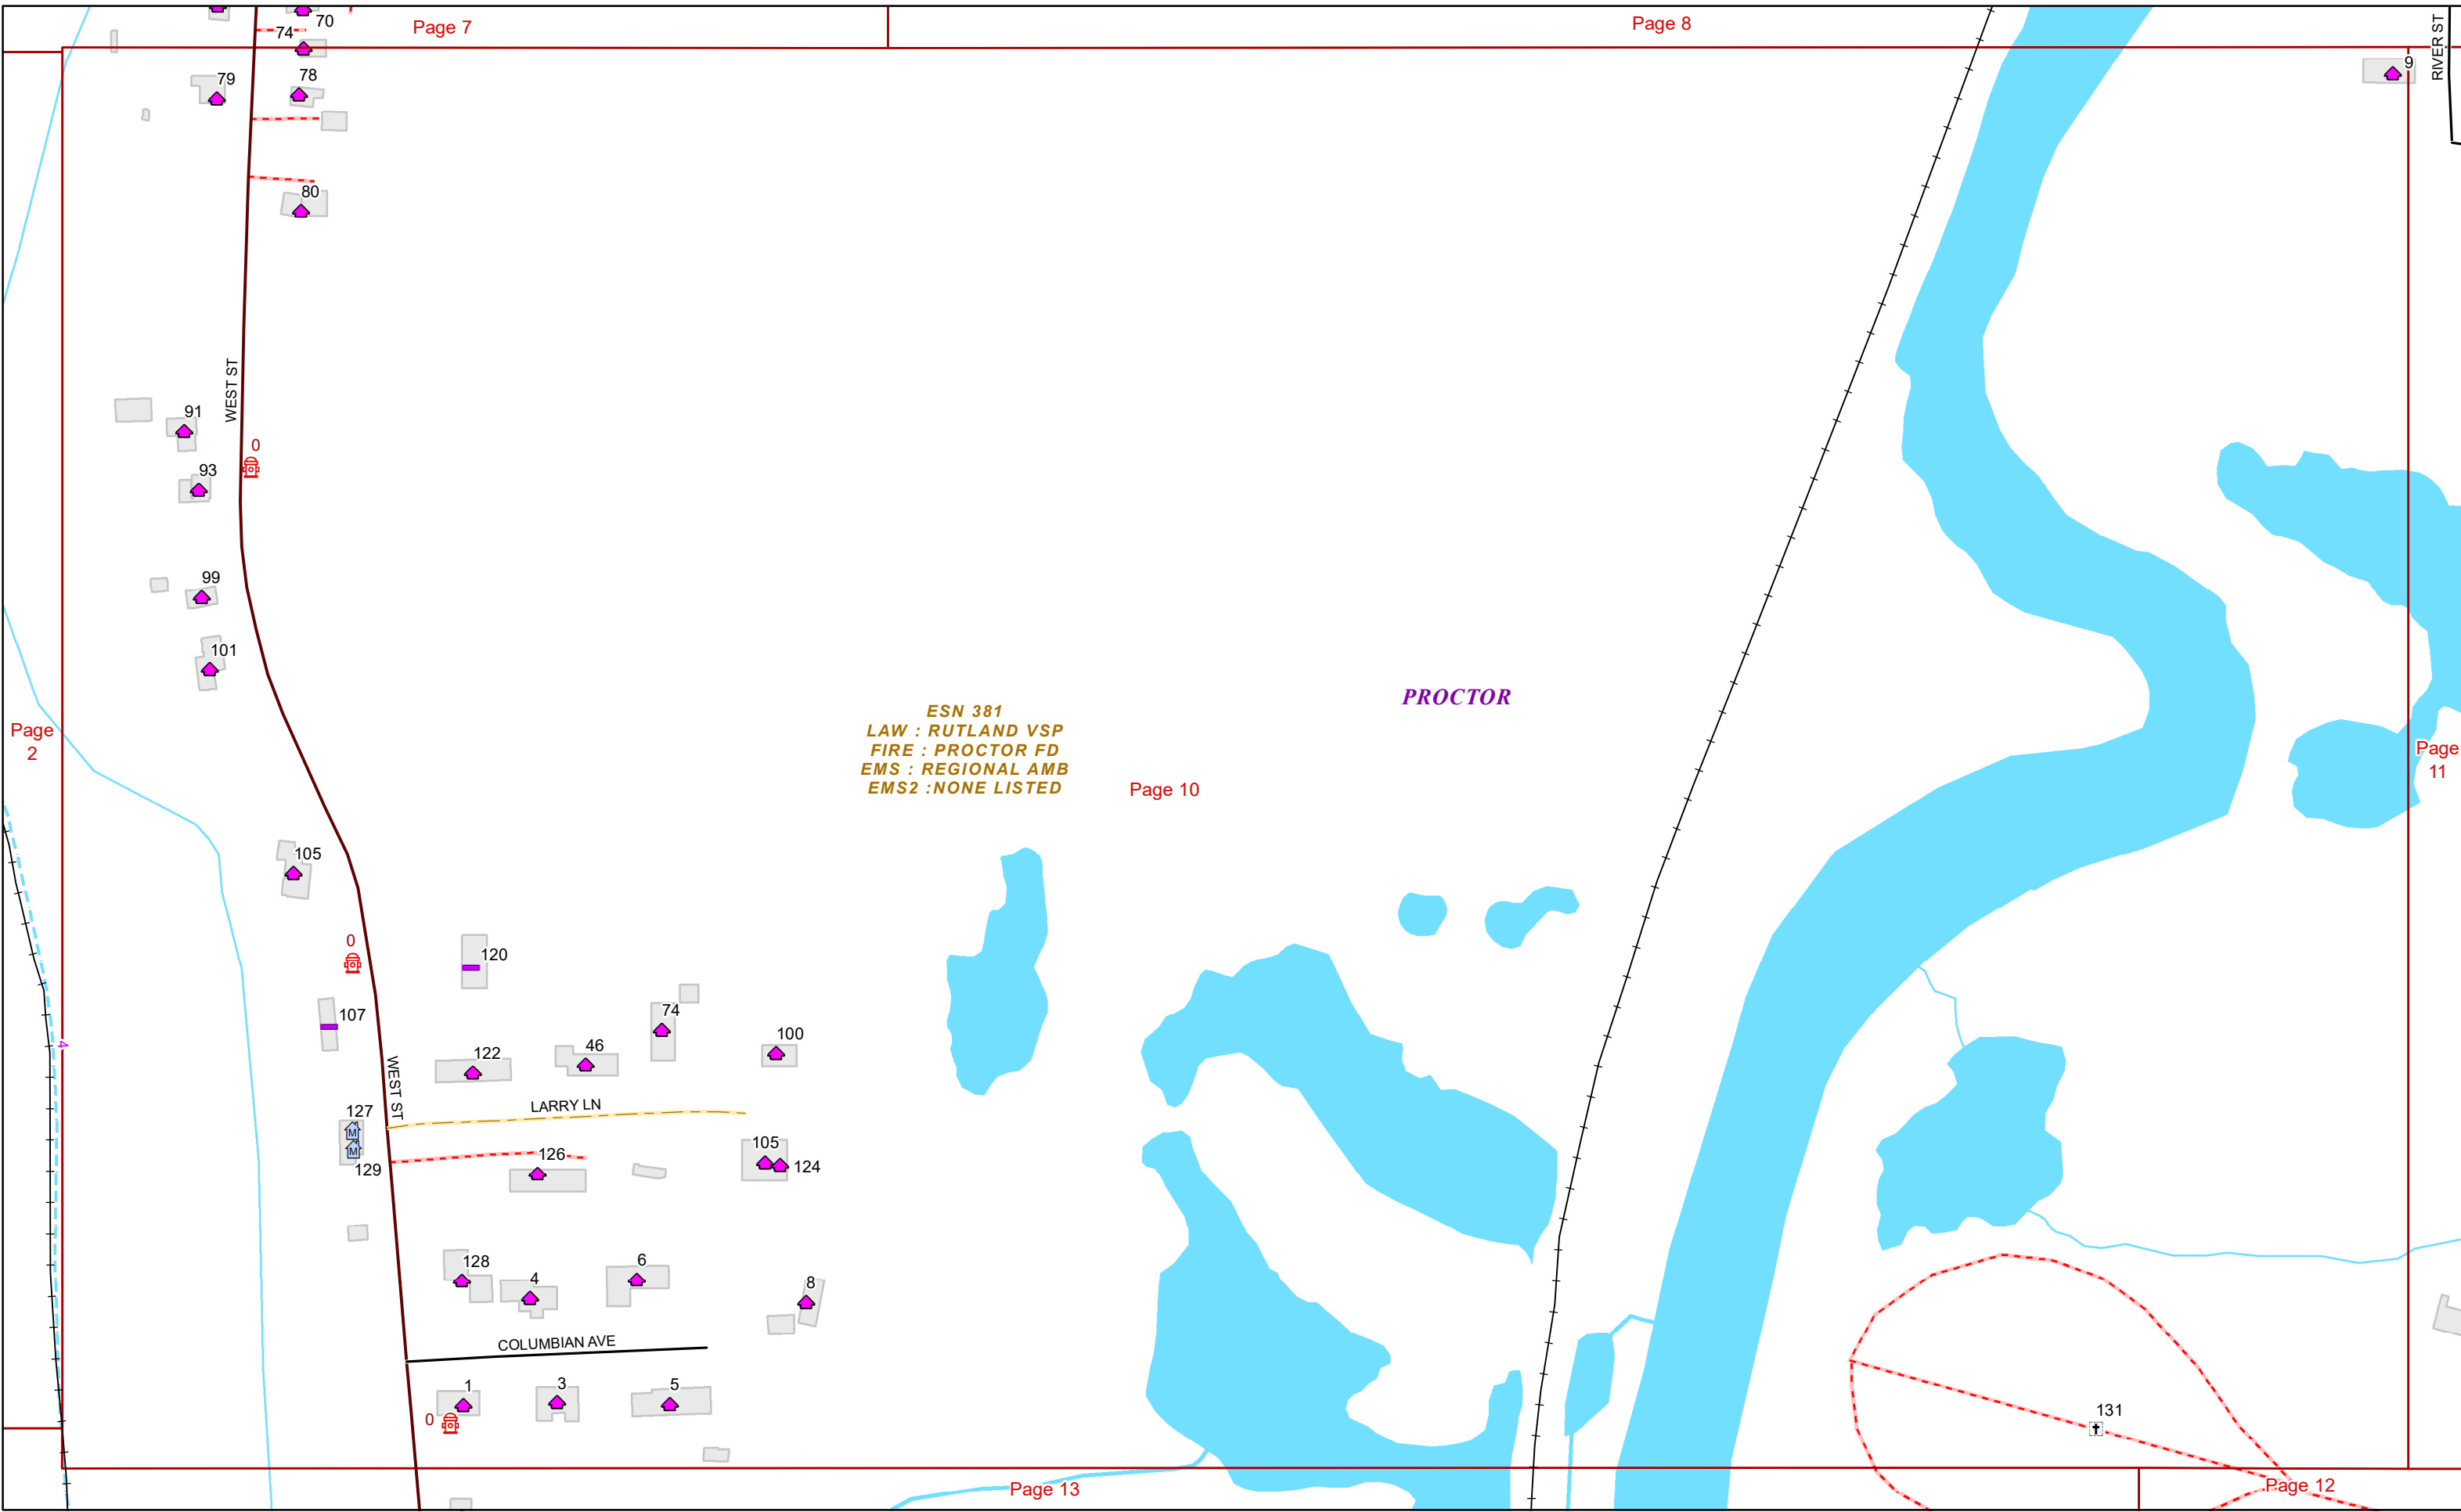 Page 7
Page 8
RIVER ST
70
74
79
78
9
80
WEST ST
91
0
93
99
101
PROCTOR
ESN 381
LAW : RUTLAND VSP
FIRE : PROCTOR FD
EMS : REGIONAL AMB
EMS2 :NONE LISTED
Page 10
Page
2
Page
11
105
0
120
107
74
100
4
122
46
WEST ST
LARRY LN
127
M
M
129
126
105
124
128
4
6
8
COLUMBIAN AVE
1
3
5
0
131
Page 13
Page 12